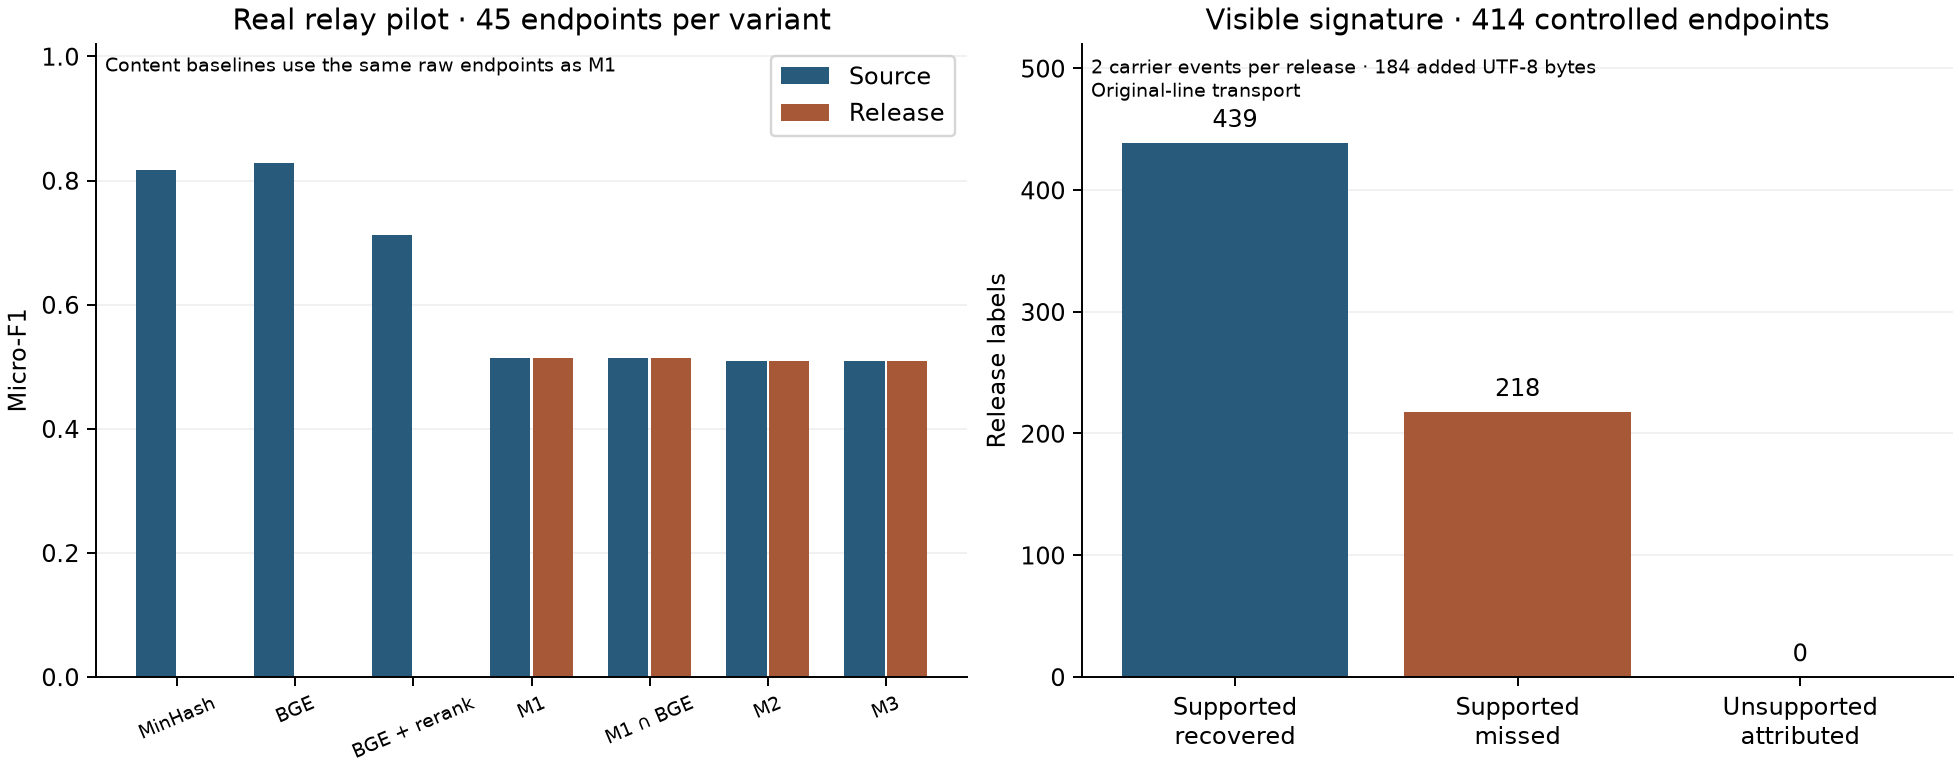 Real relay pilot · 45 endpoints per variant
Content baselines use the same raw endpoints as M1
Source
Release
Micro-F1
1.0
0.8
0.6
0.4
0.2
0.0
MinHash
BGE
BGE + rerank
M1
M1 ∩ BGE
M2
M3
Visible signature · 414 controlled endpoints
2 carrier events per release · 184 added UTF-8 bytes
Original-line transport
Release labels
500
400
300
200
100
0
439
218
0
Supported
recovered
Supported
missed
Unsupported
attributed